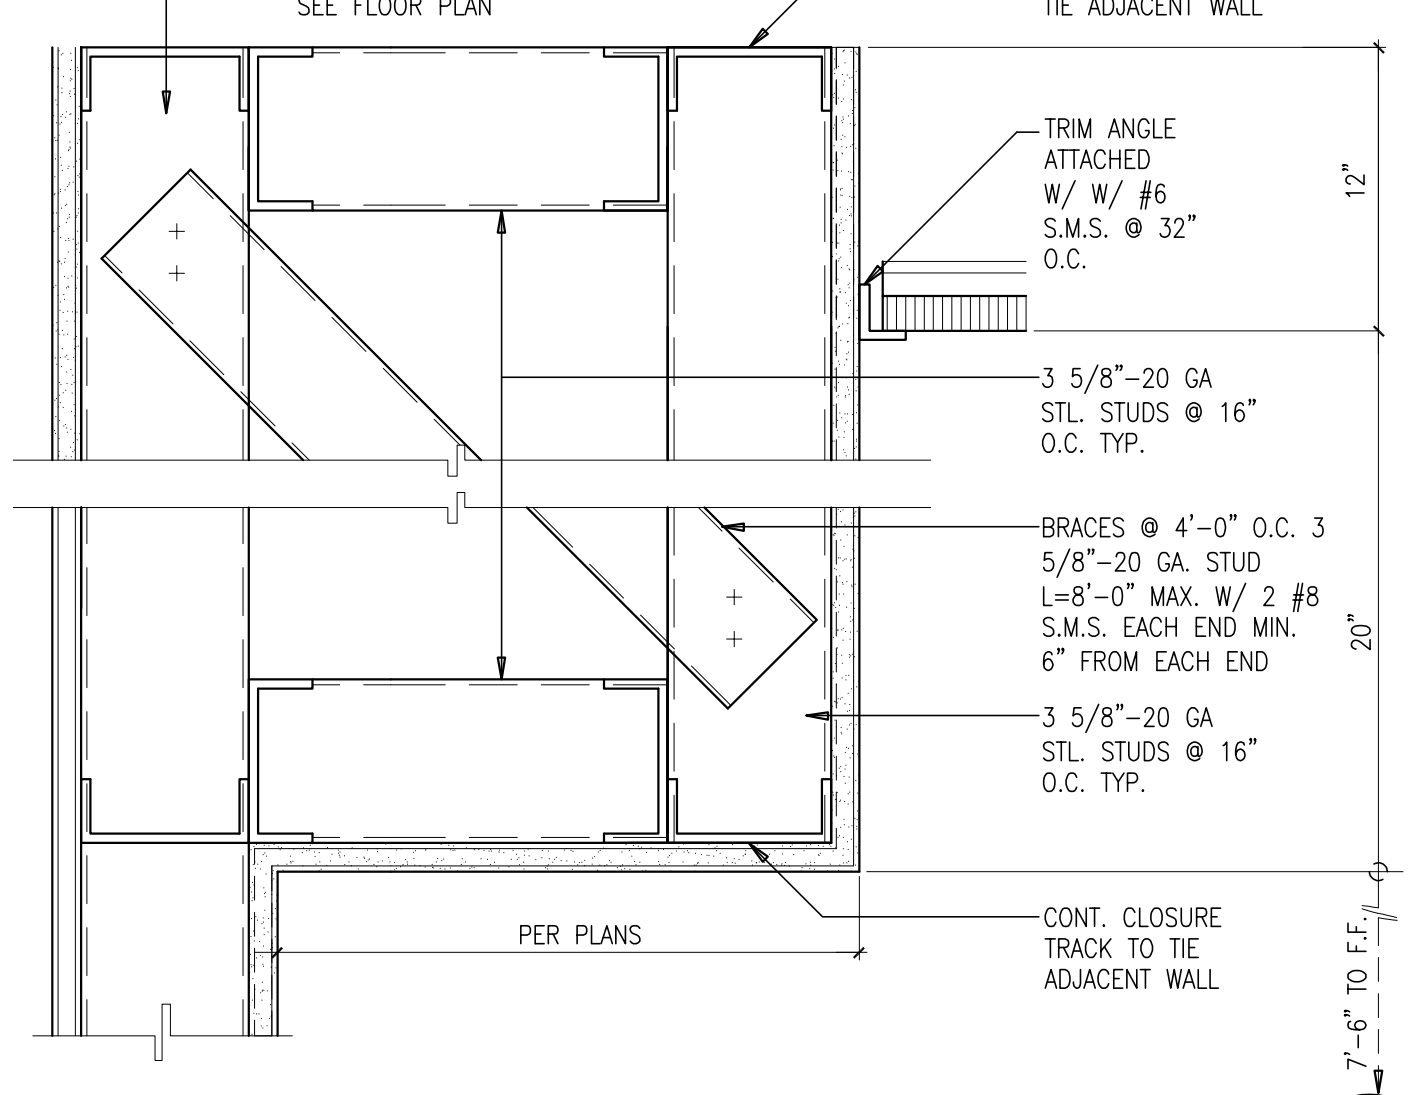 SEE FLOOR PLAN
TIE ADJACENT WALL
TRIM ANGLE
ATTACHED
W/ W/ #6
S.M.S. @ 32”
O.C.
12”
3 5/8”-20 GA
STL. STUDS @ 16”
O.C. TYP.
BRACES @ 4'-0” O.C. 3
5/8”-20 GA. STUD
L=8'-0” MAX. W/ 2 #8
S.M.S. EACH END MIN.
6” FROM EACH END
20”
3 5/8”-20 GA
STL. STUDS @ 16”
O.C. TYP.
CONT. CLOSURE
TRACK TO TIE
ADJACENT WALL
PER PLANS
7'-6” TO F.F.